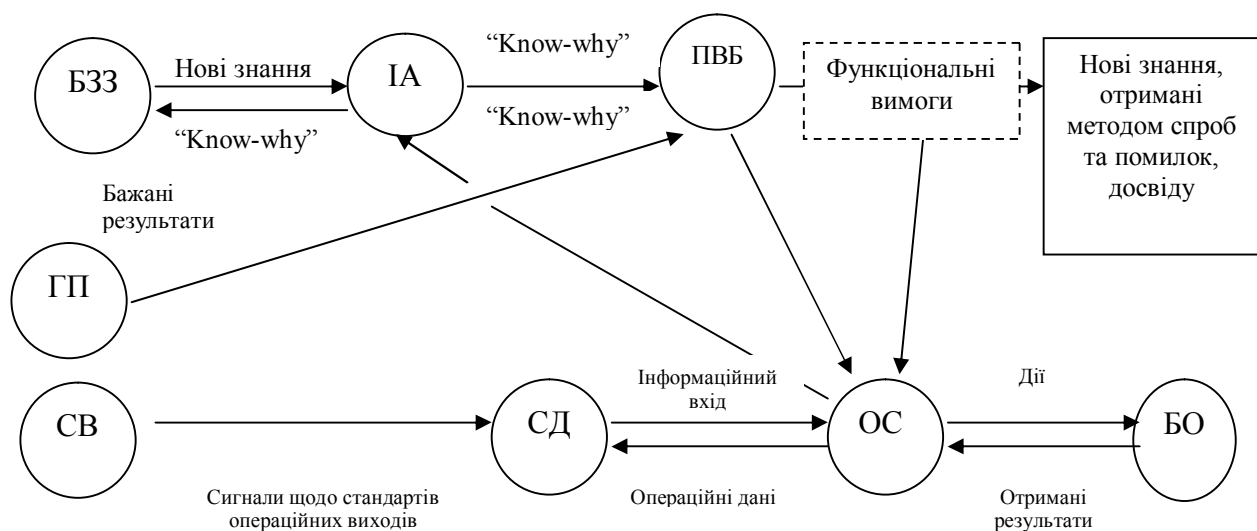 “Know-why”
БЗЗ
Нові знання
ІА
ПВБ
“Know-why”
“Know-why”
Функціональні
вимоги
Нові знання,
отримані
методом спроб
та помилок,
досвіду
Бажані
результати
ГП
СВ
СД
Інформаційний
вхід
ОС
Дії
БО
Сигнали щодо стандартів
операційних виходів
Операційні дані
Отримані
результати